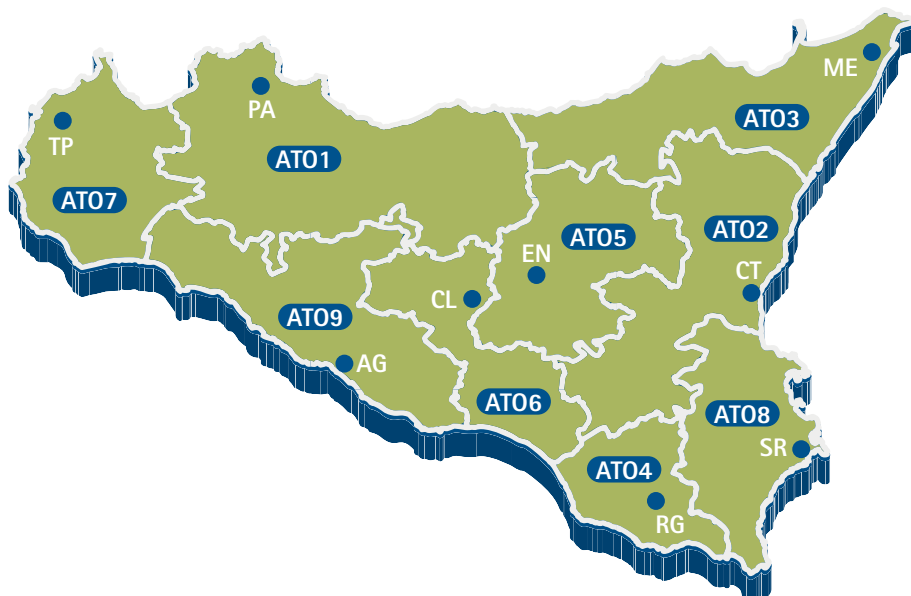 ME
PA
ATO3
TP
ATO1
ATO7
ATO2
ATO5
EN
CT
CL
ATO9
AG
ATO6
ATO8
SR
ATO4
RG